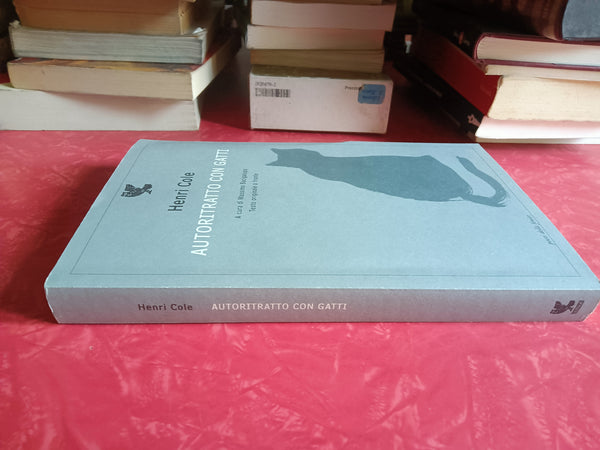 Henri Cole
AUTORITRATTO CON GATTI
A cura di Massimo Bacigalupo
Testo originale a fronte
Henri Cole AUTORITRATTO CON GATTI